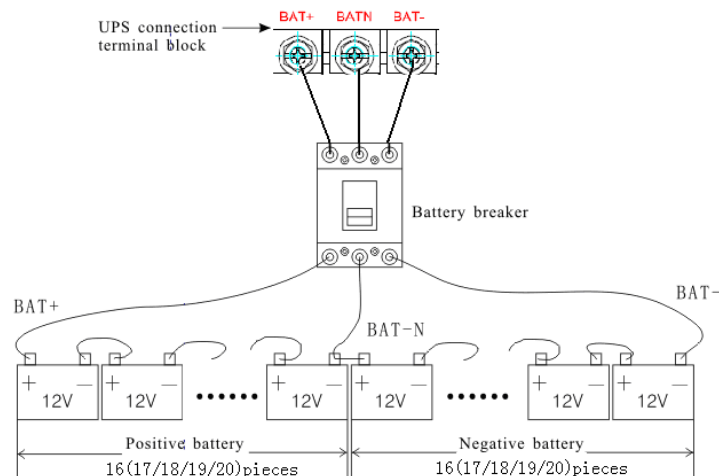 BAT+ BATN BAT-
UPS connection
terminal block
Battery breaker
BAT+
BAT-
BAT-N
+ - + - + - + - + - + -
12V 12V 12V 12V 12V 12V
Positive battery Negative battery
16(17/18/19/20)pieces 16(17/18/19/20)pieces